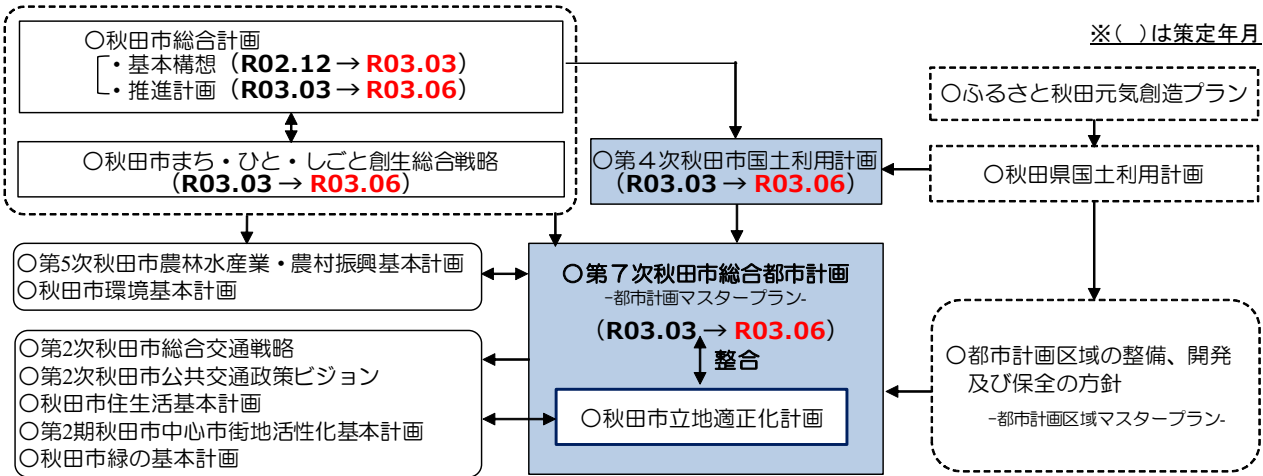 ※( )は策定年月
○秋田市総合計画
・基本構想（R02.12→R03.03）
・推進計画（R03.03→R03.06）
○秋田市まち・ひと・しごと創生総合戦略
（R03.03→R03.06）
○第４次秋田市国土利用計画
（R03.03→R03.06）
○ふるさと秋田元気創造プラン
○秋田県国土利用計画
○第5次秋田市農林水産業・農村振興基本計画
○秋田市環境基本計画
○第７次秋田市総合都市計画
-都市計画マスタープラン-
（R03.03→R03.06）
整合
○秋田市立地適正化計画
○第2次秋田市総合交通戦略
○第2次秋田市公共交通政策ビジョン
○秋田市住生活基本計画
○第2期秋田市中心市街地活性化基本計画
○秋田市緑の基本計画
○都市計画区域の整備、開発
及び保全の方針
-都市計画区域マスタープラン-